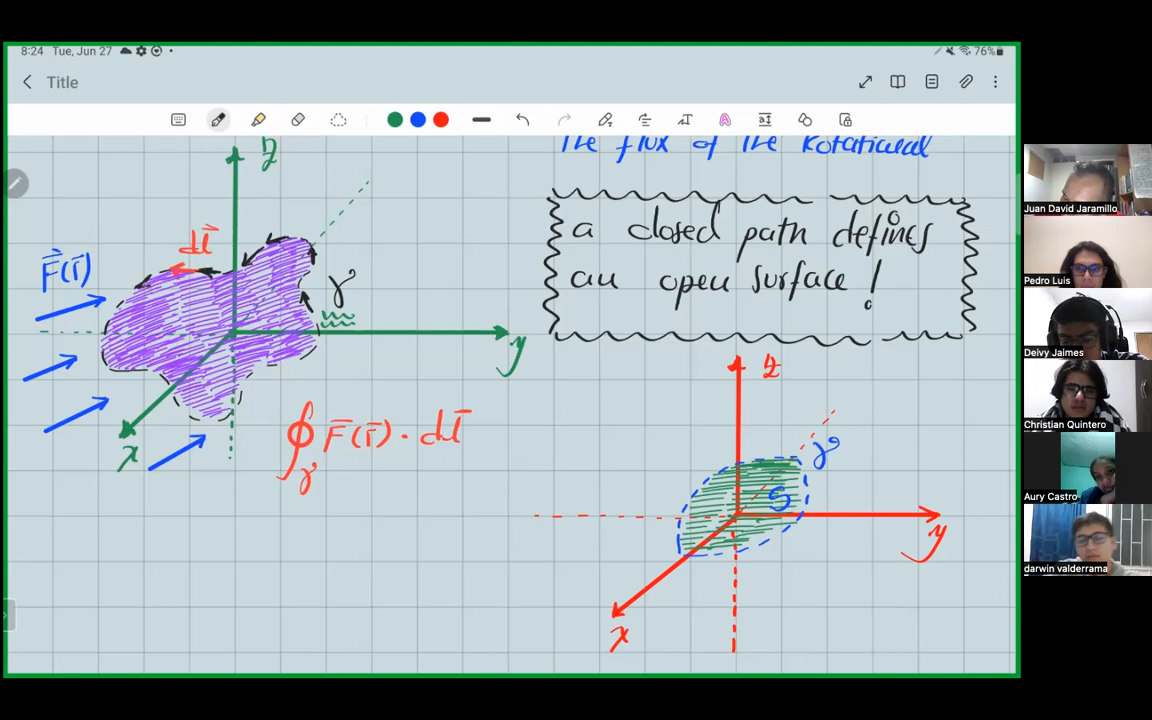 8:24 Tue, Jun 27
76%
Title
The flux of the Rotational
z
dl
F(r)
γ
y
x
∮γ F(r) · dl
a closed path defines
an open surface!
z
γ
S
y
x
Juan David Jaramillo
Pedro Luis
Deivy Jaimes
Christian Quintero
Aury Castro
darwin valderrama